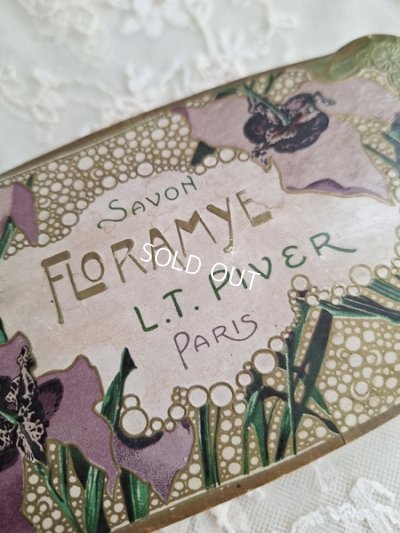 SAVON
FLORAMYE
L.T. PIVER
PARIS
SOLD OUT